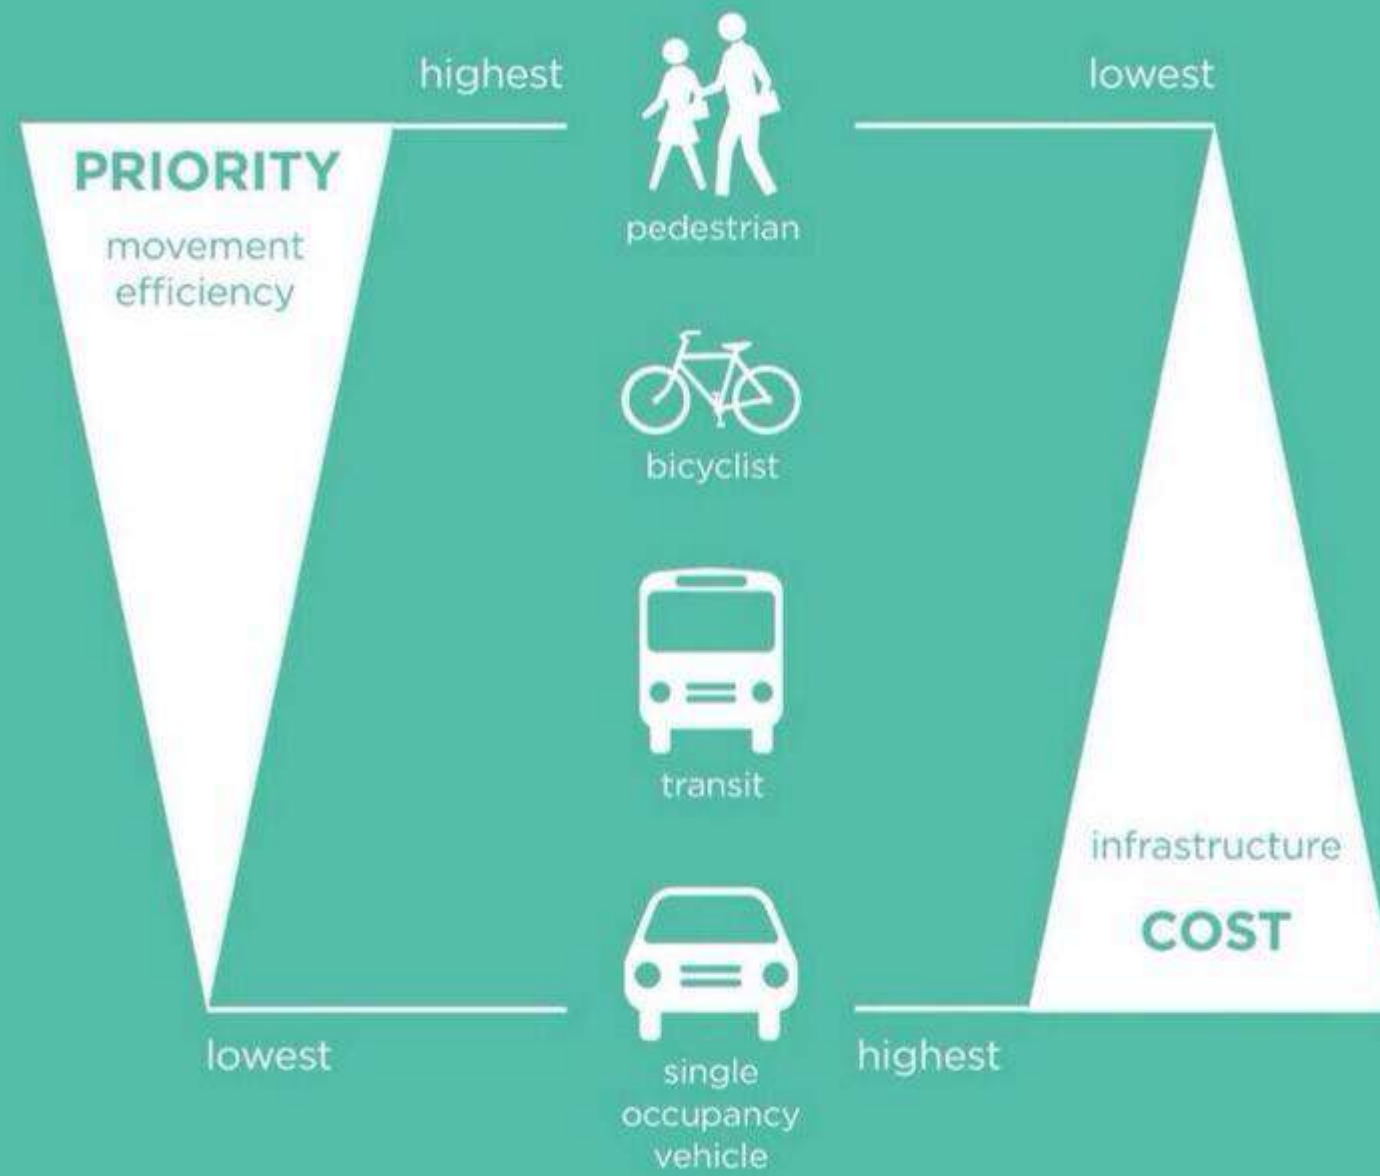 highest
lowest
PRIORITY
movement
efficiency
pedestrian
bicyclist
transit
infrastructure
COST
lowest
highest
single
occupancy
vehicle